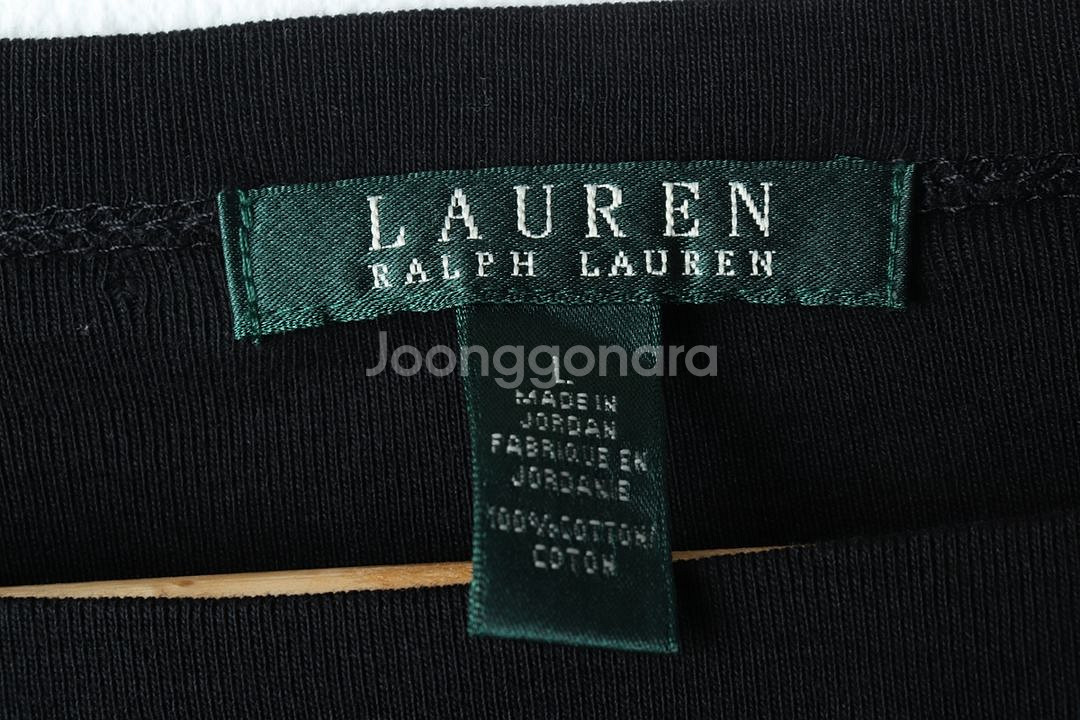 LAUREN
RALPH LAUREN
Joonggonara
L
MADE IN
JORDAN
FABRIQUE EN
JORDANIE
100% COTTON/
COTON